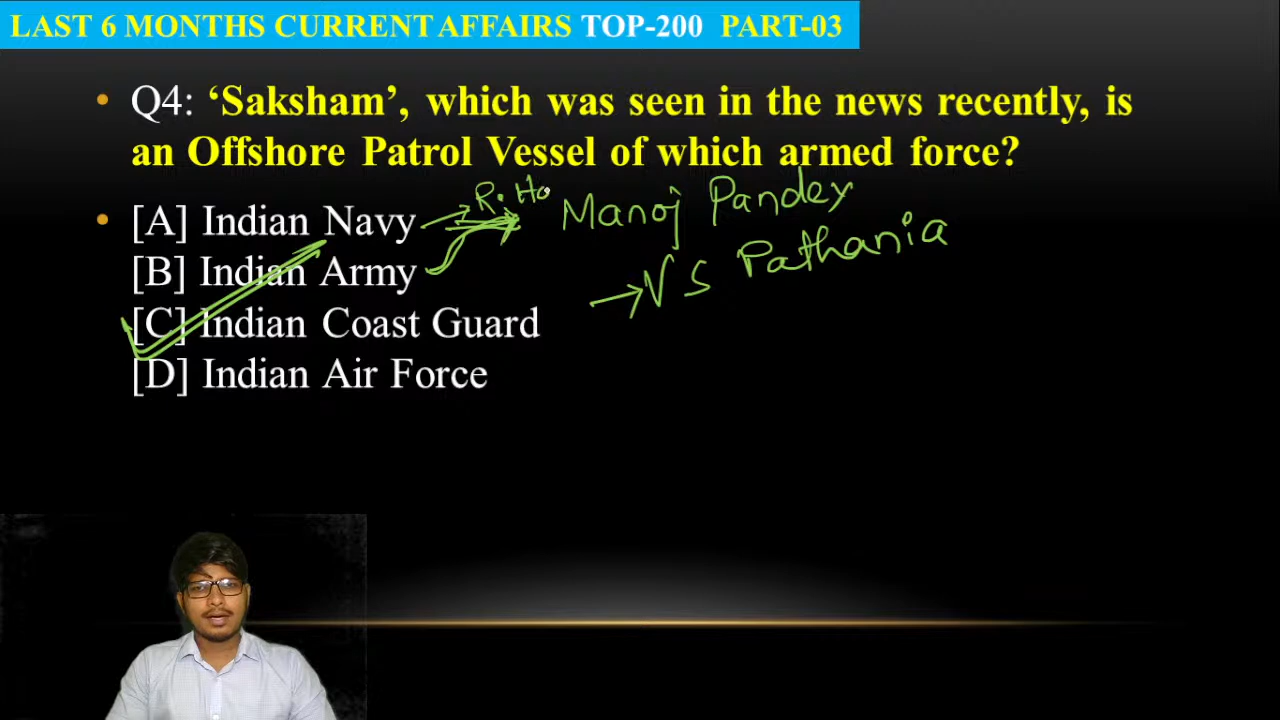 LAST 6 MONTHS CURRENT AFFAIRS TOP-200 PART-03
• Q4: ‘Saksham’, which was seen in the news recently, is
an Offshore Patrol Vessel of which armed force?
• [A] Indian Navy → R. Ho
Manoj Pandey
[B] Indian Army
→ V S Pathania
[C] Indian Coast Guard
[D] Indian Air Force